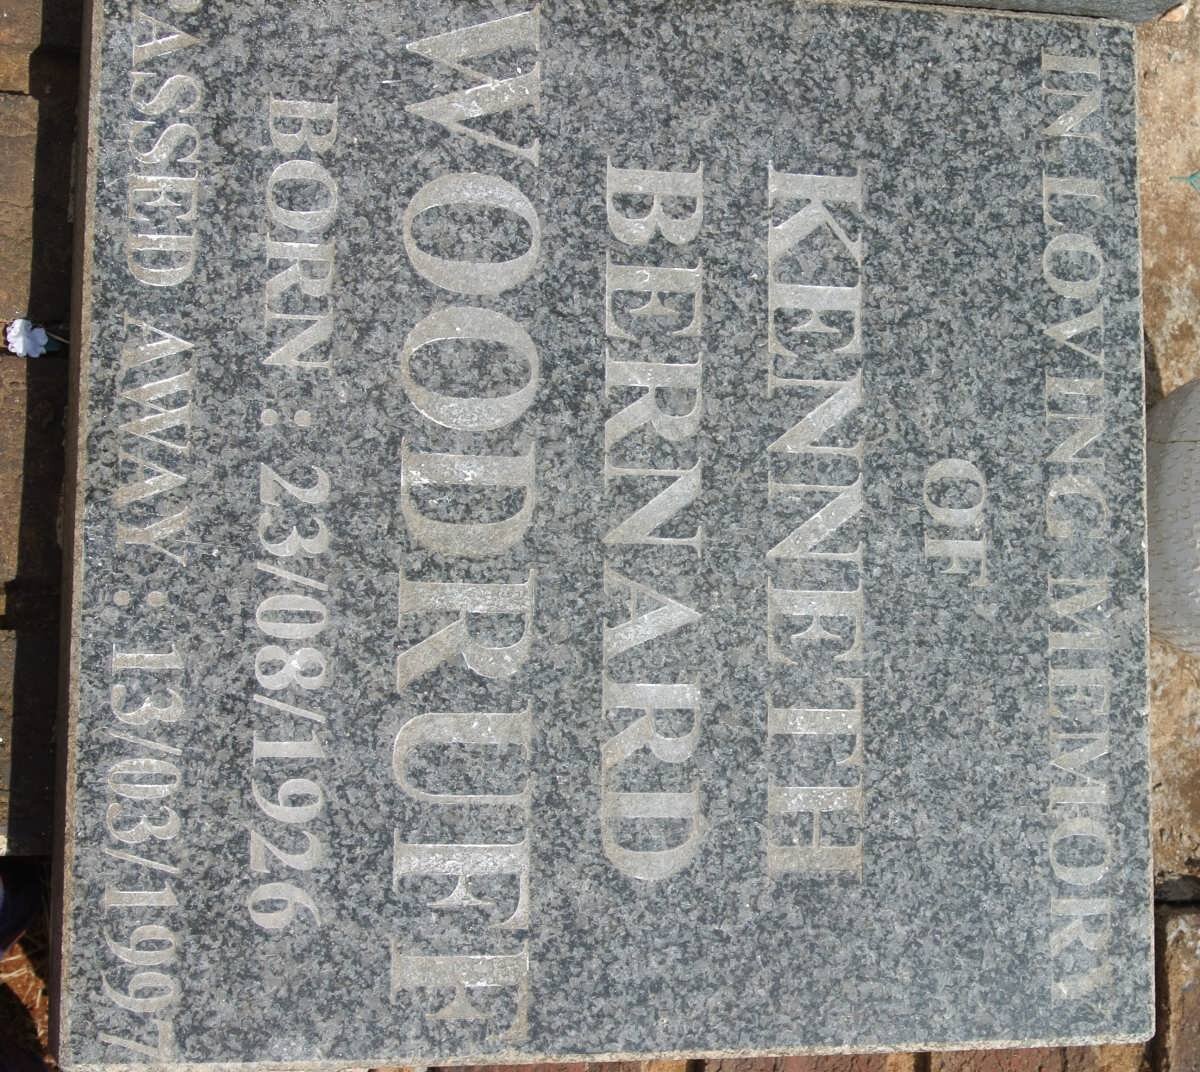 IN LOVING MEMORY
OF
KENNETH
BERNARD
WOODRUFF
BORN : 23/08/1926
PASSED AWAY : 13/03/1997